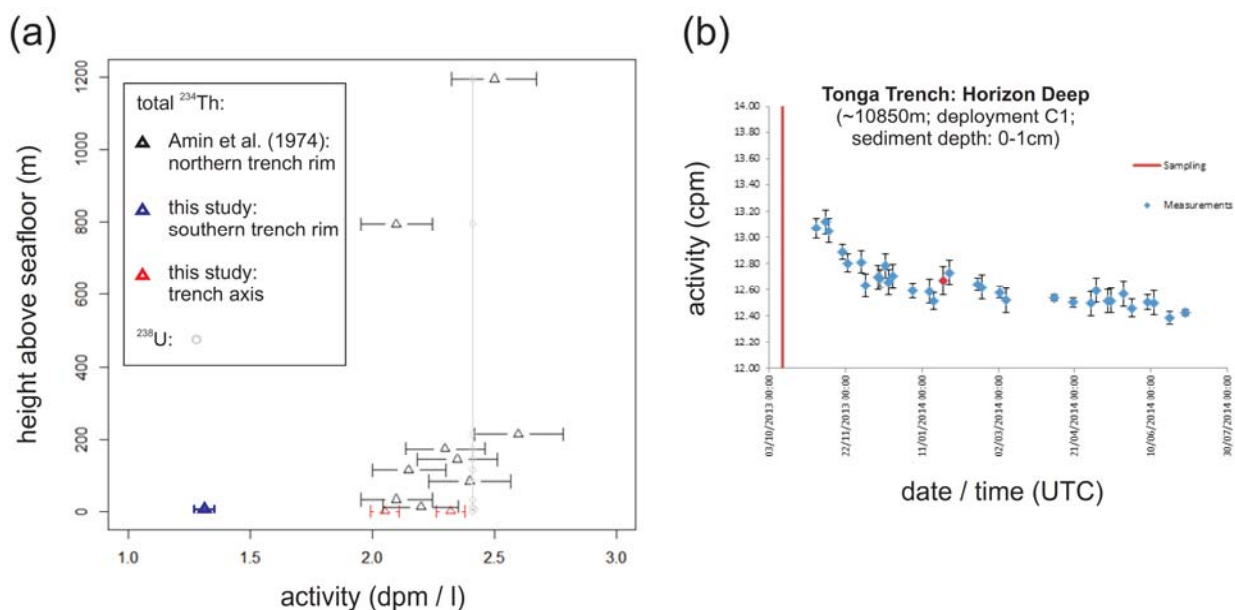 (a)
height above seafloor (m)
1200
1000
800
600
400
200
0
total ²³⁴Th:
Amin et al. (1974):
northern trench rim
this study:
southern trench rim
this study:
trench axis
²³⁸U:
1.0 1.5 2.0 2.5 3.0
activity (dpm / l)
(b)
Tonga Trench: Horizon Deep
(~10850m; deployment C1;
sediment depth: 0-1cm)
activity (cpm)
14.00
13.80
13.60
13.40
13.20
13.00
12.80
12.60
12.40
12.20
12.00
Sampling
Measurements
03/10/2013 00:00
22/11/2013 00:00
11/01/2014 00:00
02/03/2014 00:00
21/04/2014 00:00
10/06/2014 00:00
30/07/2014 00:00
date / time (UTC)